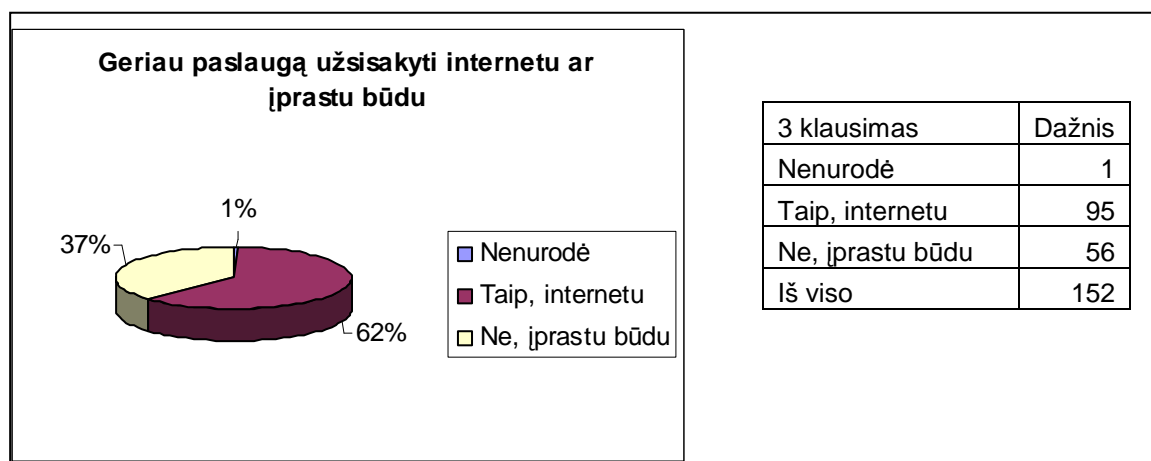 Geriau paslaugą užsisakyti internetu ar
įprastu būdu
1%
37%
62%
Nenurodė
Taip, internetu
Ne, įprastu būdu
3 klausimas Dažnis
Nenurodė 1
Taip, internetu 95
Ne, įprastu būdu 56
Iš viso 152